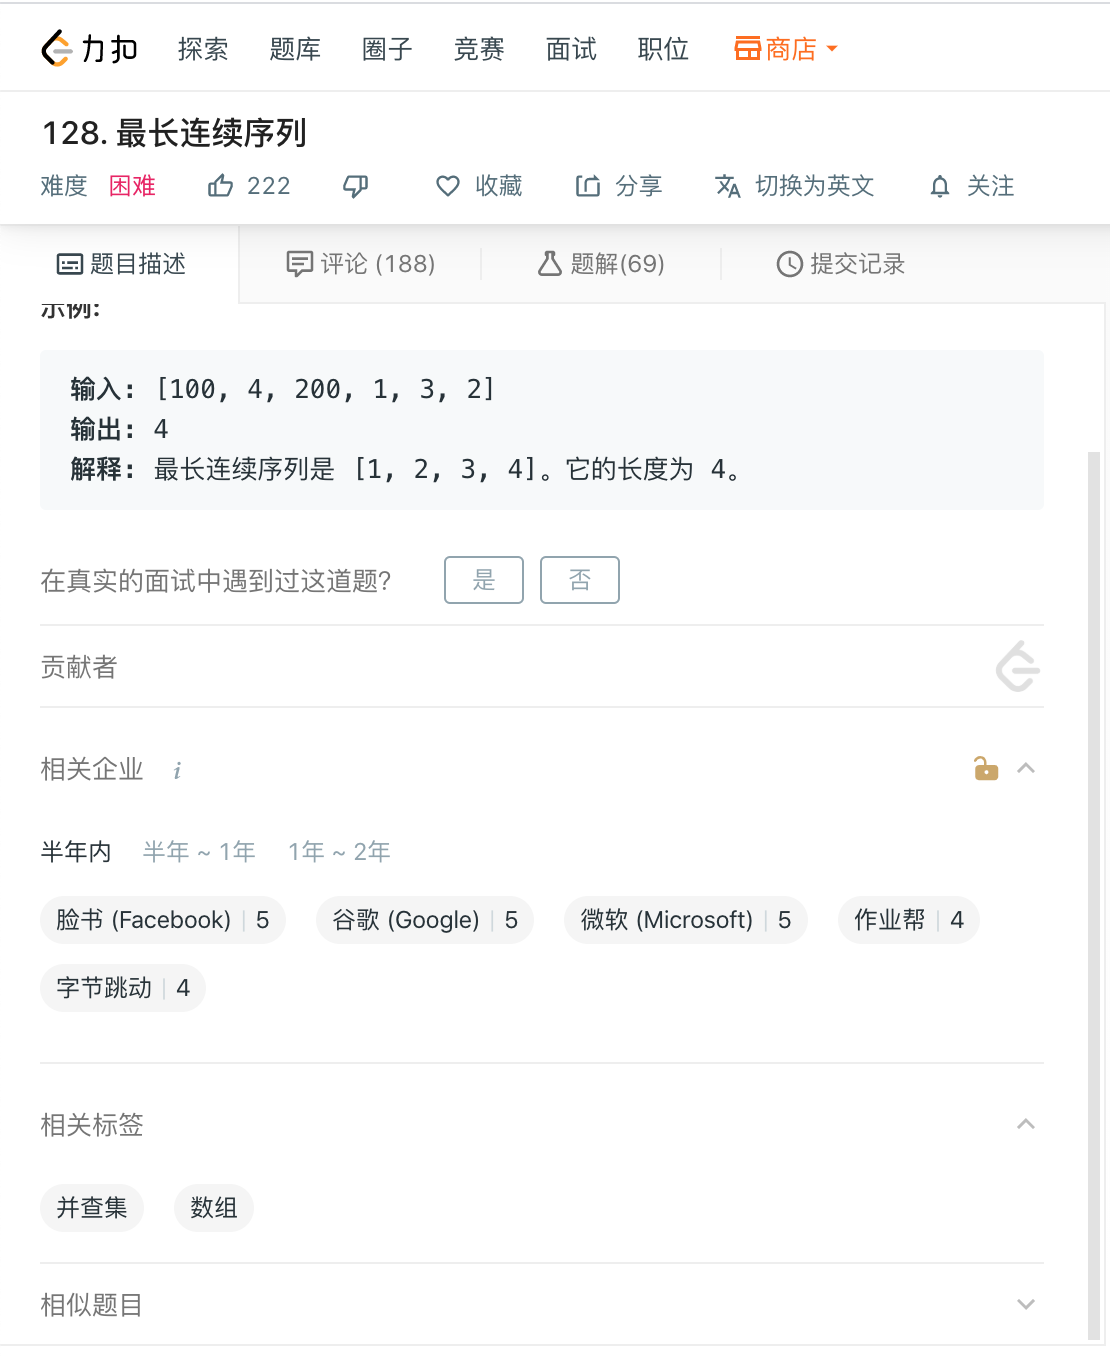 力扣 探索 题库 圈子 竞赛 面试 职位 商店
128. 最长连续序列
难度 困难 222 收藏 分享 切换为英文 关注
题目描述 评论 (188) 题解(69) 提交记录
示例:
输入: [100, 4, 200, 1, 3, 2]
输出: 4
解释: 最长连续序列是 [1, 2, 3, 4]。它的长度为 4。
在真实的面试中遇到过这道题? 是 否
贡献者
相关企业 i
半年内 半年 ~ 1年 1年 ~ 2年
脸书 (Facebook) | 5 谷歌 (Google) | 5 微软 (Microsoft) | 5 作业帮 | 4
字节跳动 | 4
相关标签
并查集 数组
相似题目